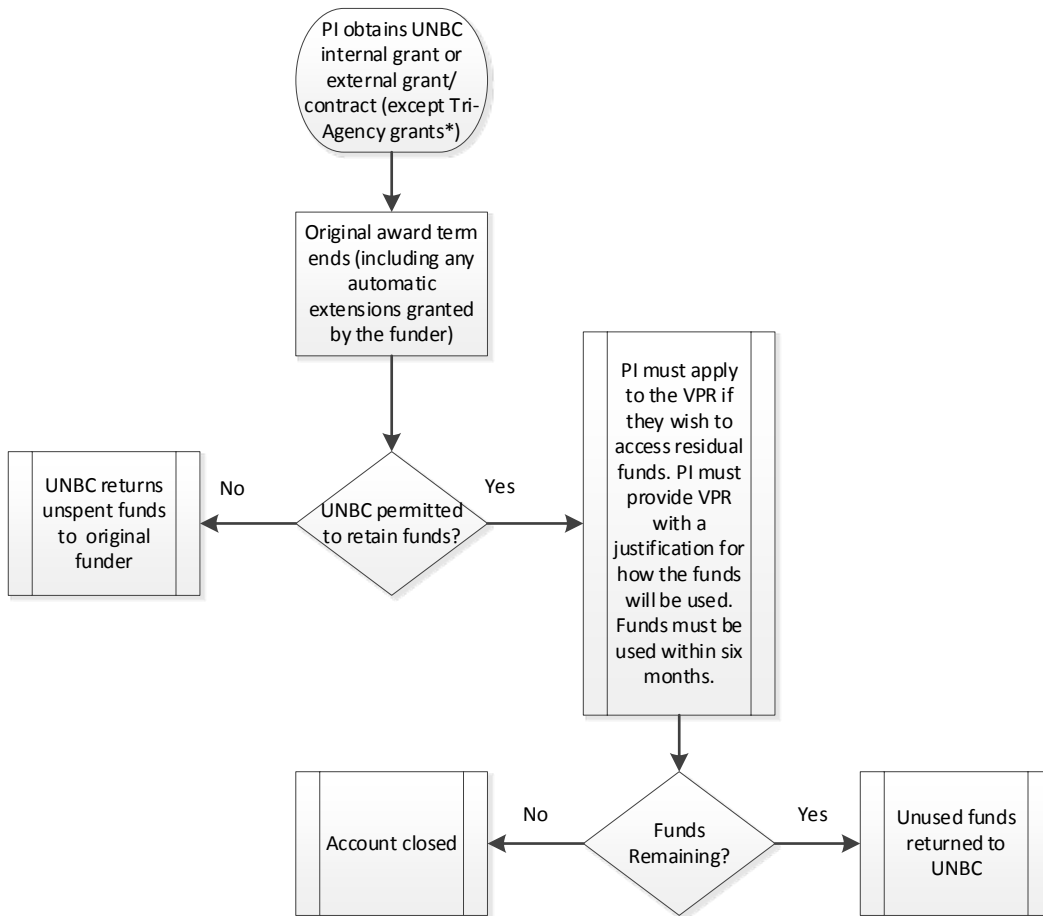 PI obtains UNBC
internal grant or
external grant/
contract (except Tri-
Agency grants*)
Original award term
ends (including any
automatic
extensions granted
by the funder)
UNBC permitted
to retain funds?
No
Yes
UNBC returns
unspent funds
to original
funder
PI must apply
to the VPR if
they wish to
access residual
funds. PI must
provide VPR
with a
justification for
how the funds
will be used.
Funds must be
used within six
months.
Funds
Remaining?
No
Yes
Account closed
Unused funds
returned to
UNBC